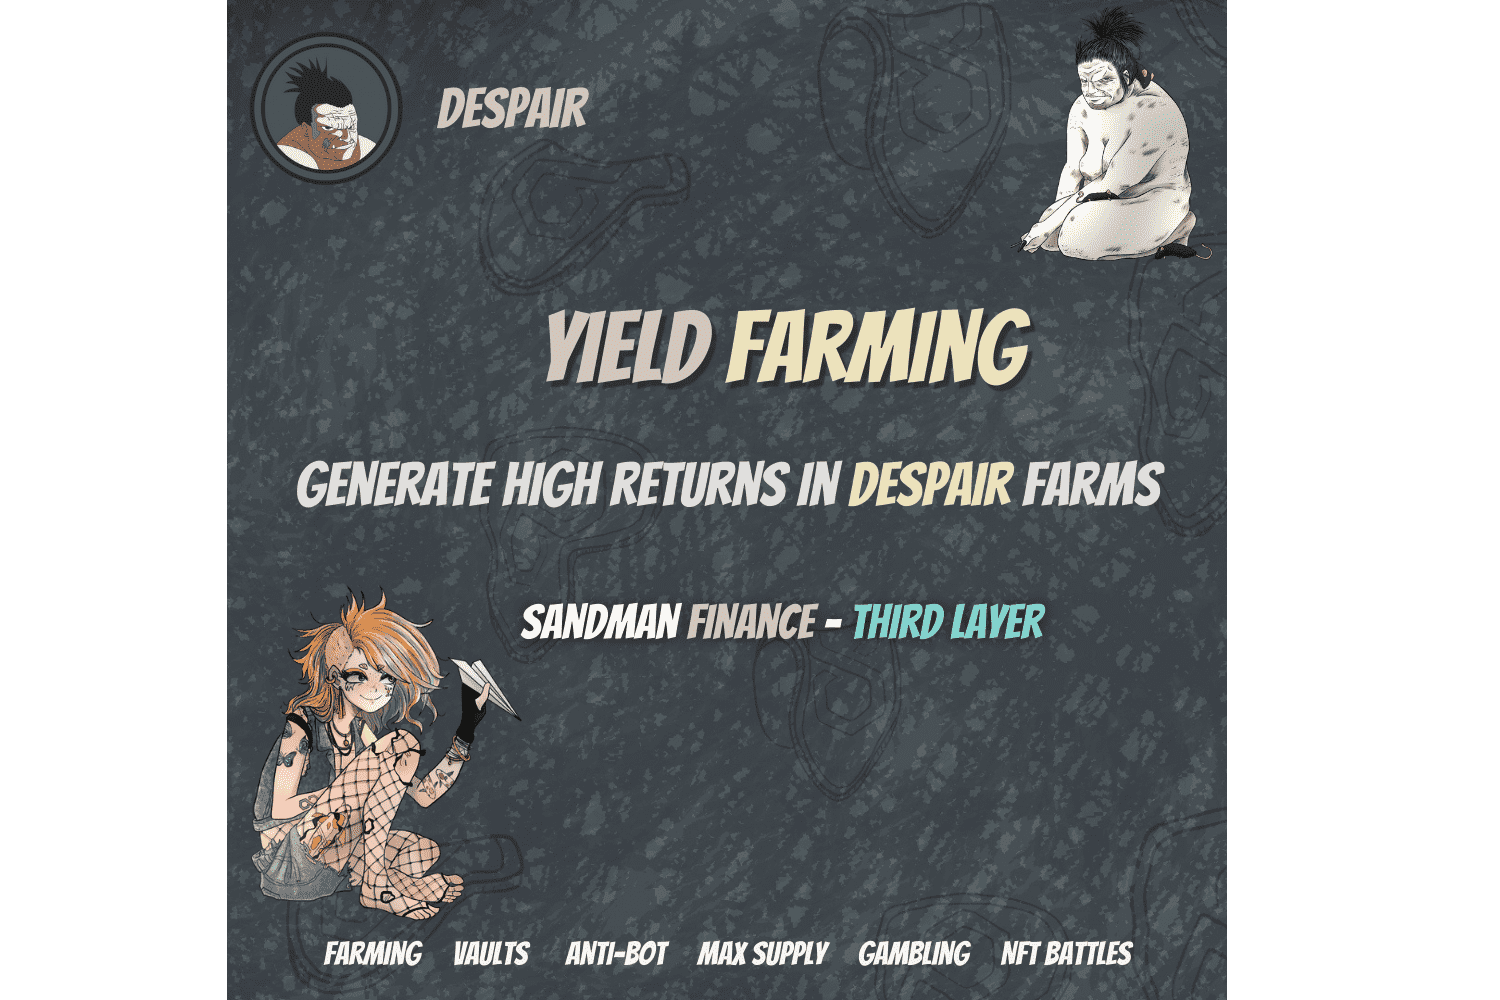 DESPAIR
YIELD FARMING
GENERATE HIGH RETURNS IN DESPAIR FARMS
SANDMAN FINANCE - THIRD LAYER
FARMING VAULTS ANTI-BOT MAX SUPPLY GAMBLING NFT BATTLES